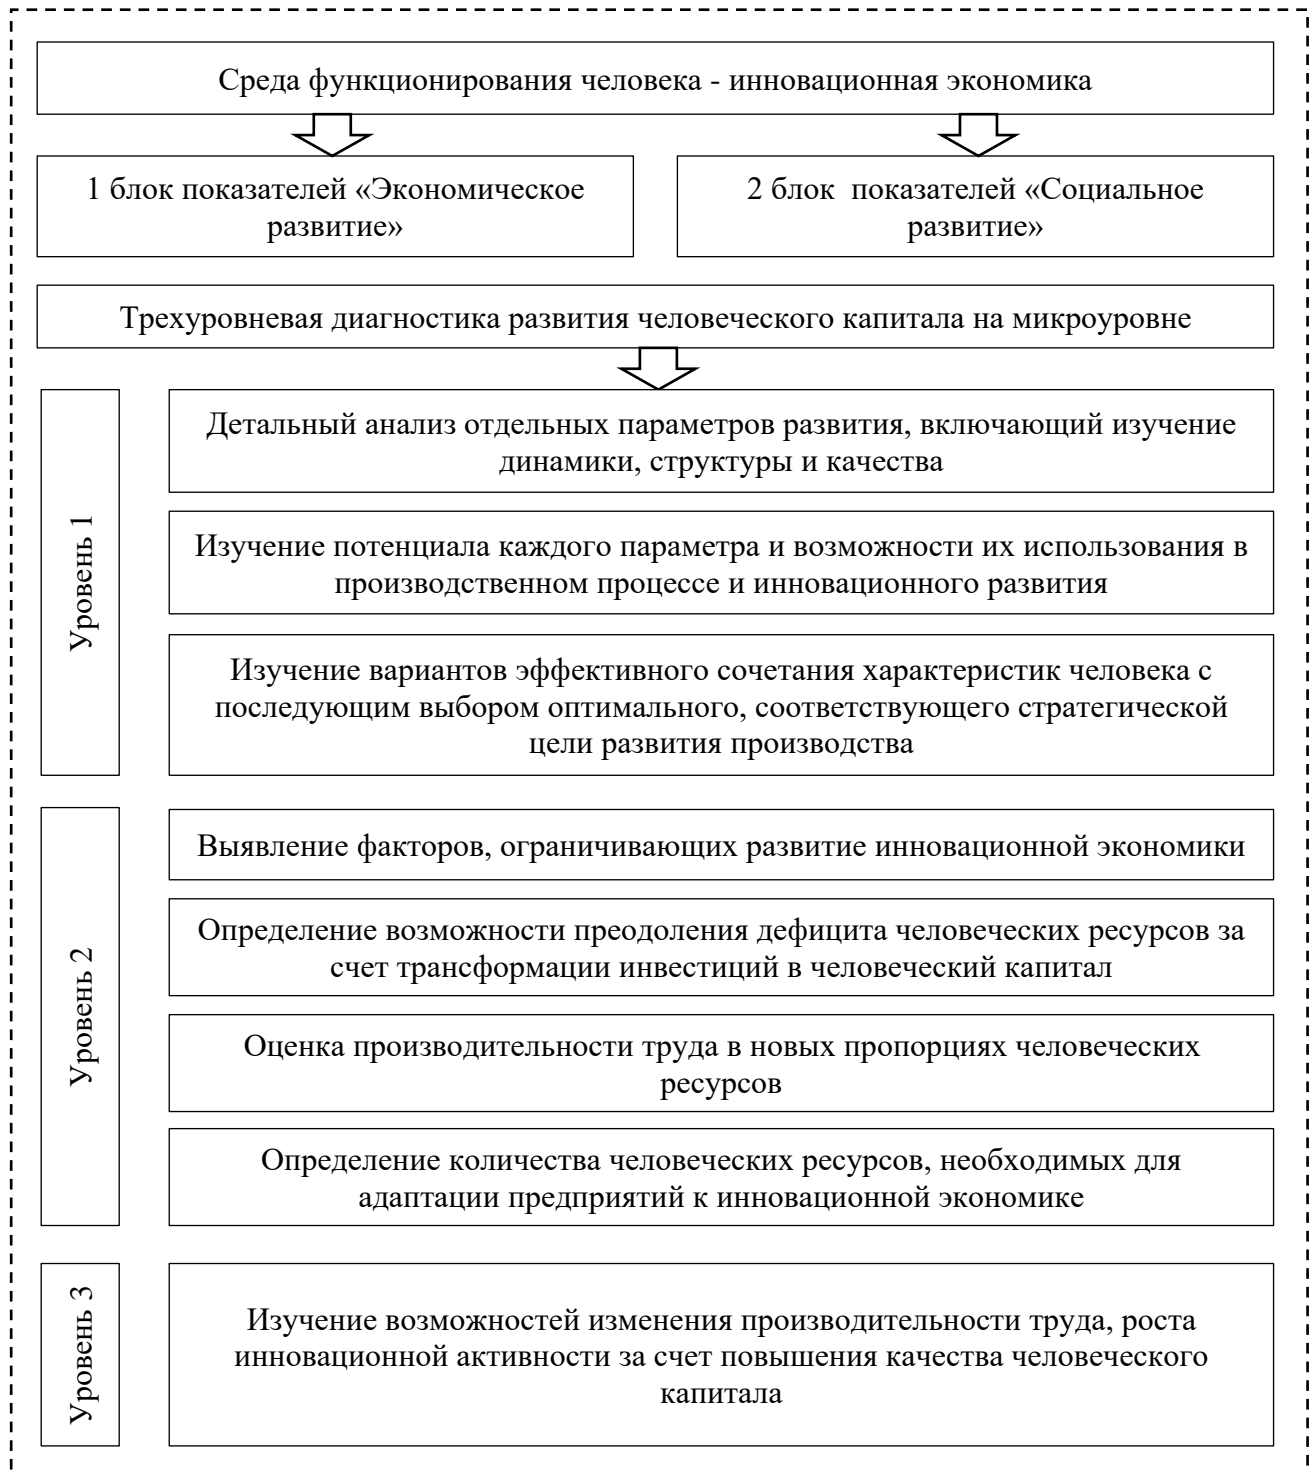 Среда функционирования человека - инновационная экономика
1 блок показателей «Экономическое
развитие»
2 блок показателей «Социальное
развитие»
Трехуровневая диагностика развития человеческого капитала на микроуровне
Уровень 1
Детальный анализ отдельных параметров развития, включающий изучение
динамики, структуры и качества
Изучение потенциала каждого параметра и возможности их использования в
производственном процессе и инновационного развития
Изучение вариантов эффективного сочетания характеристик человека с
последующим выбором оптимального, соответствующего стратегической
цели развития производства
Уровень 2
Выявление факторов, ограничивающих развитие инновационной экономики
Определение возможности преодоления дефицита человеческих ресурсов за
счет трансформации инвестиций в человеческий капитал
Оценка производительности труда в новых пропорциях человеческих
ресурсов
Определение количества человеческих ресурсов, необходимых для
адаптации предприятий к инновационной экономике
Уровень 3
Изучение возможностей изменения производительности труда, роста
инновационной активности за счет повышения качества человеческого
капитала